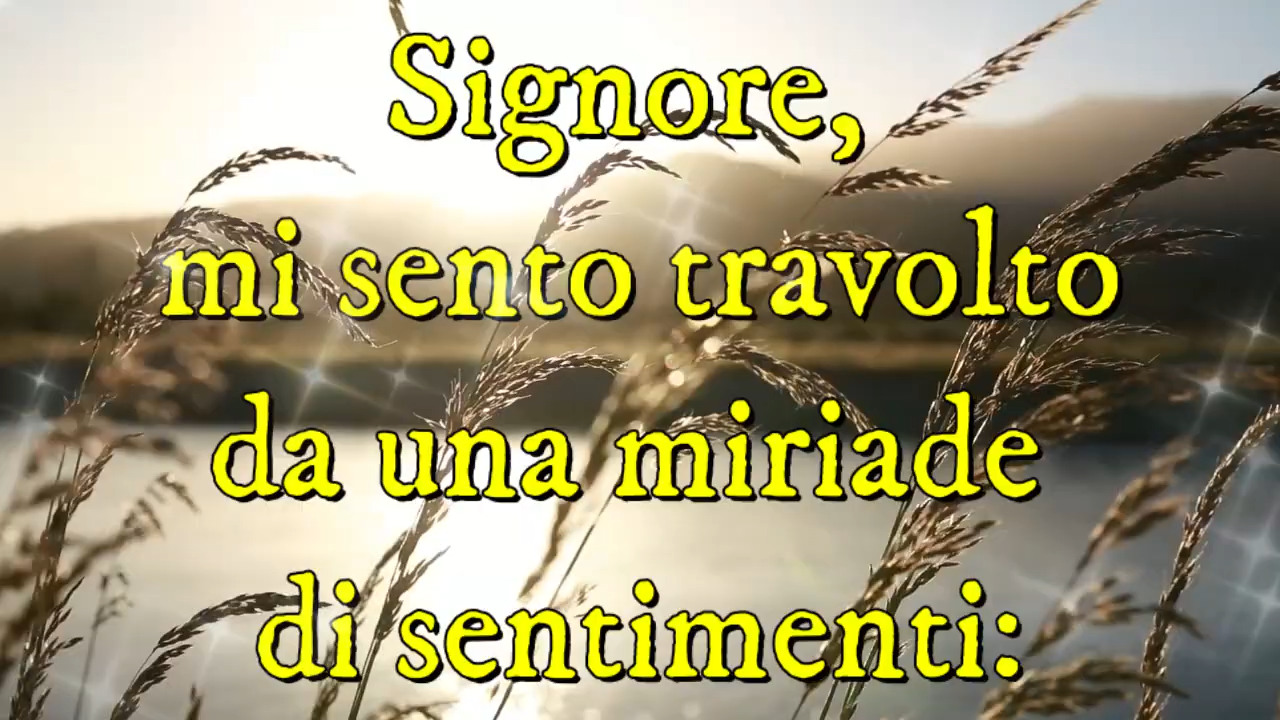 Signore,
mi sento travolto
da una miriade
di sentimenti: